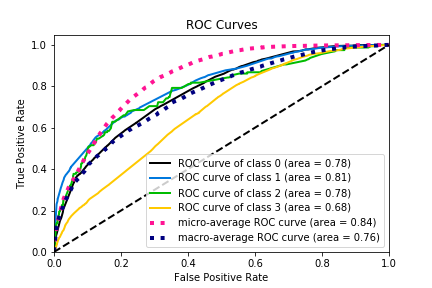 ROC Curves
True Positive Rate
1.0
0.8
0.6
0.4
0.2
0.0
ROC curve of class 0 (area = 0.78)
ROC curve of class 1 (area = 0.81)
ROC curve of class 2 (area = 0.78)
ROC curve of class 3 (area = 0.68)
micro-average ROC curve (area = 0.84)
macro-average ROC curve (area = 0.76)
0.0 0.2 0.4 0.6 0.8 1.0
False Positive Rate